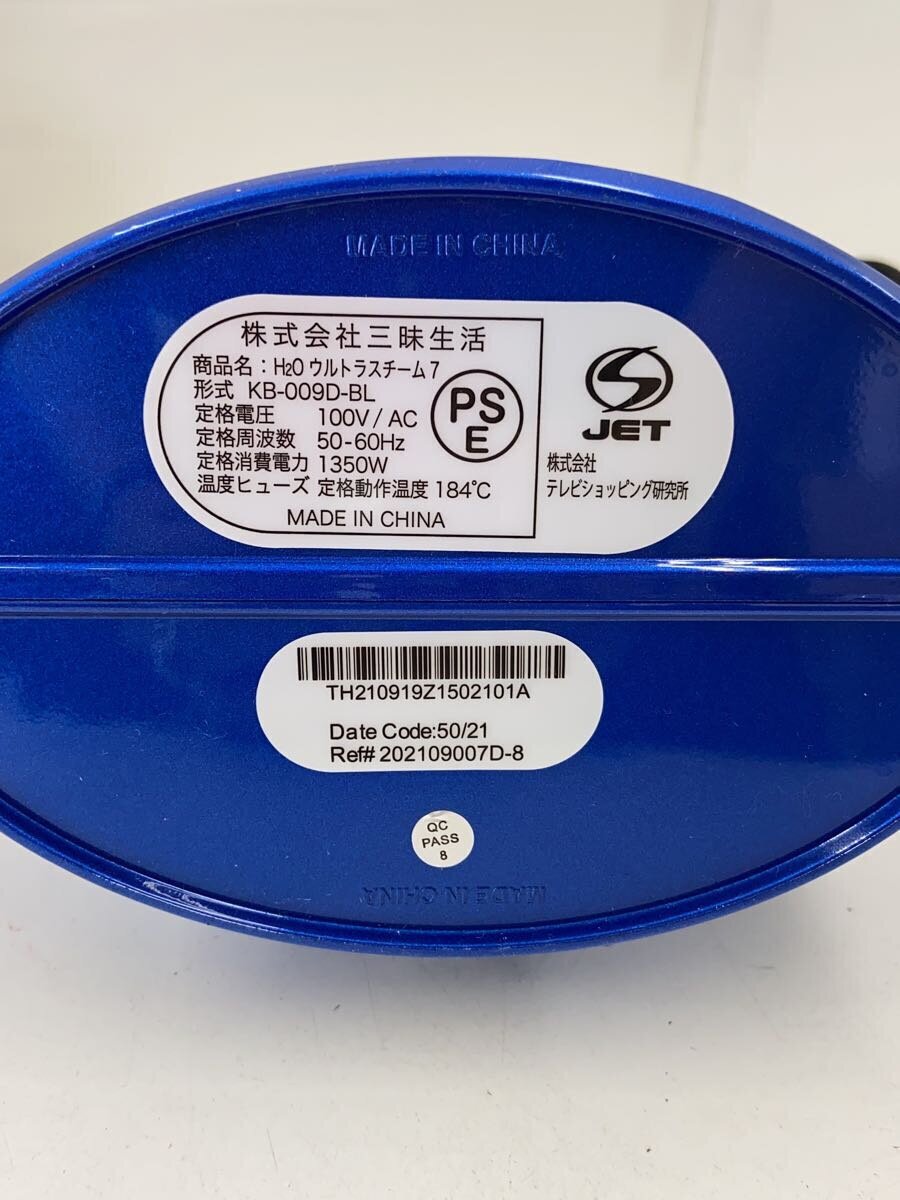 MADE IN CHINA
株式会社三昧生活
商品名：H₂O ウルトラスチーム７
形式 KB-009D-BL
定格電圧 100V / AC
定格周波数 50-60Hz
定格消費電力 1350W
温度ヒューズ 定格動作温度 184℃
MADE IN CHINA
PS
E
JET
株式会社
テレビショッピング研究所
TH210919Z1502101A
Date Code:50/21
Ref# 202109007D-8
QC
PASS
8
MADE IN CHINA